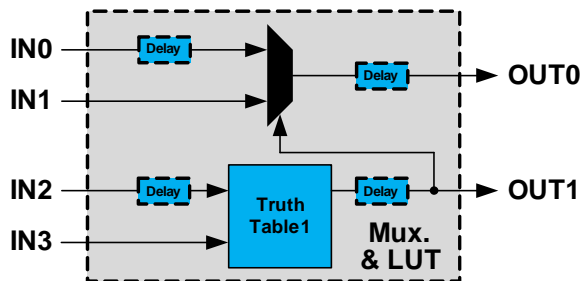 IN0
Delay
IN1
Delay
OUT0
IN2
Delay
Truth
Table1
Delay
OUT1
IN3
Mux.
& LUT